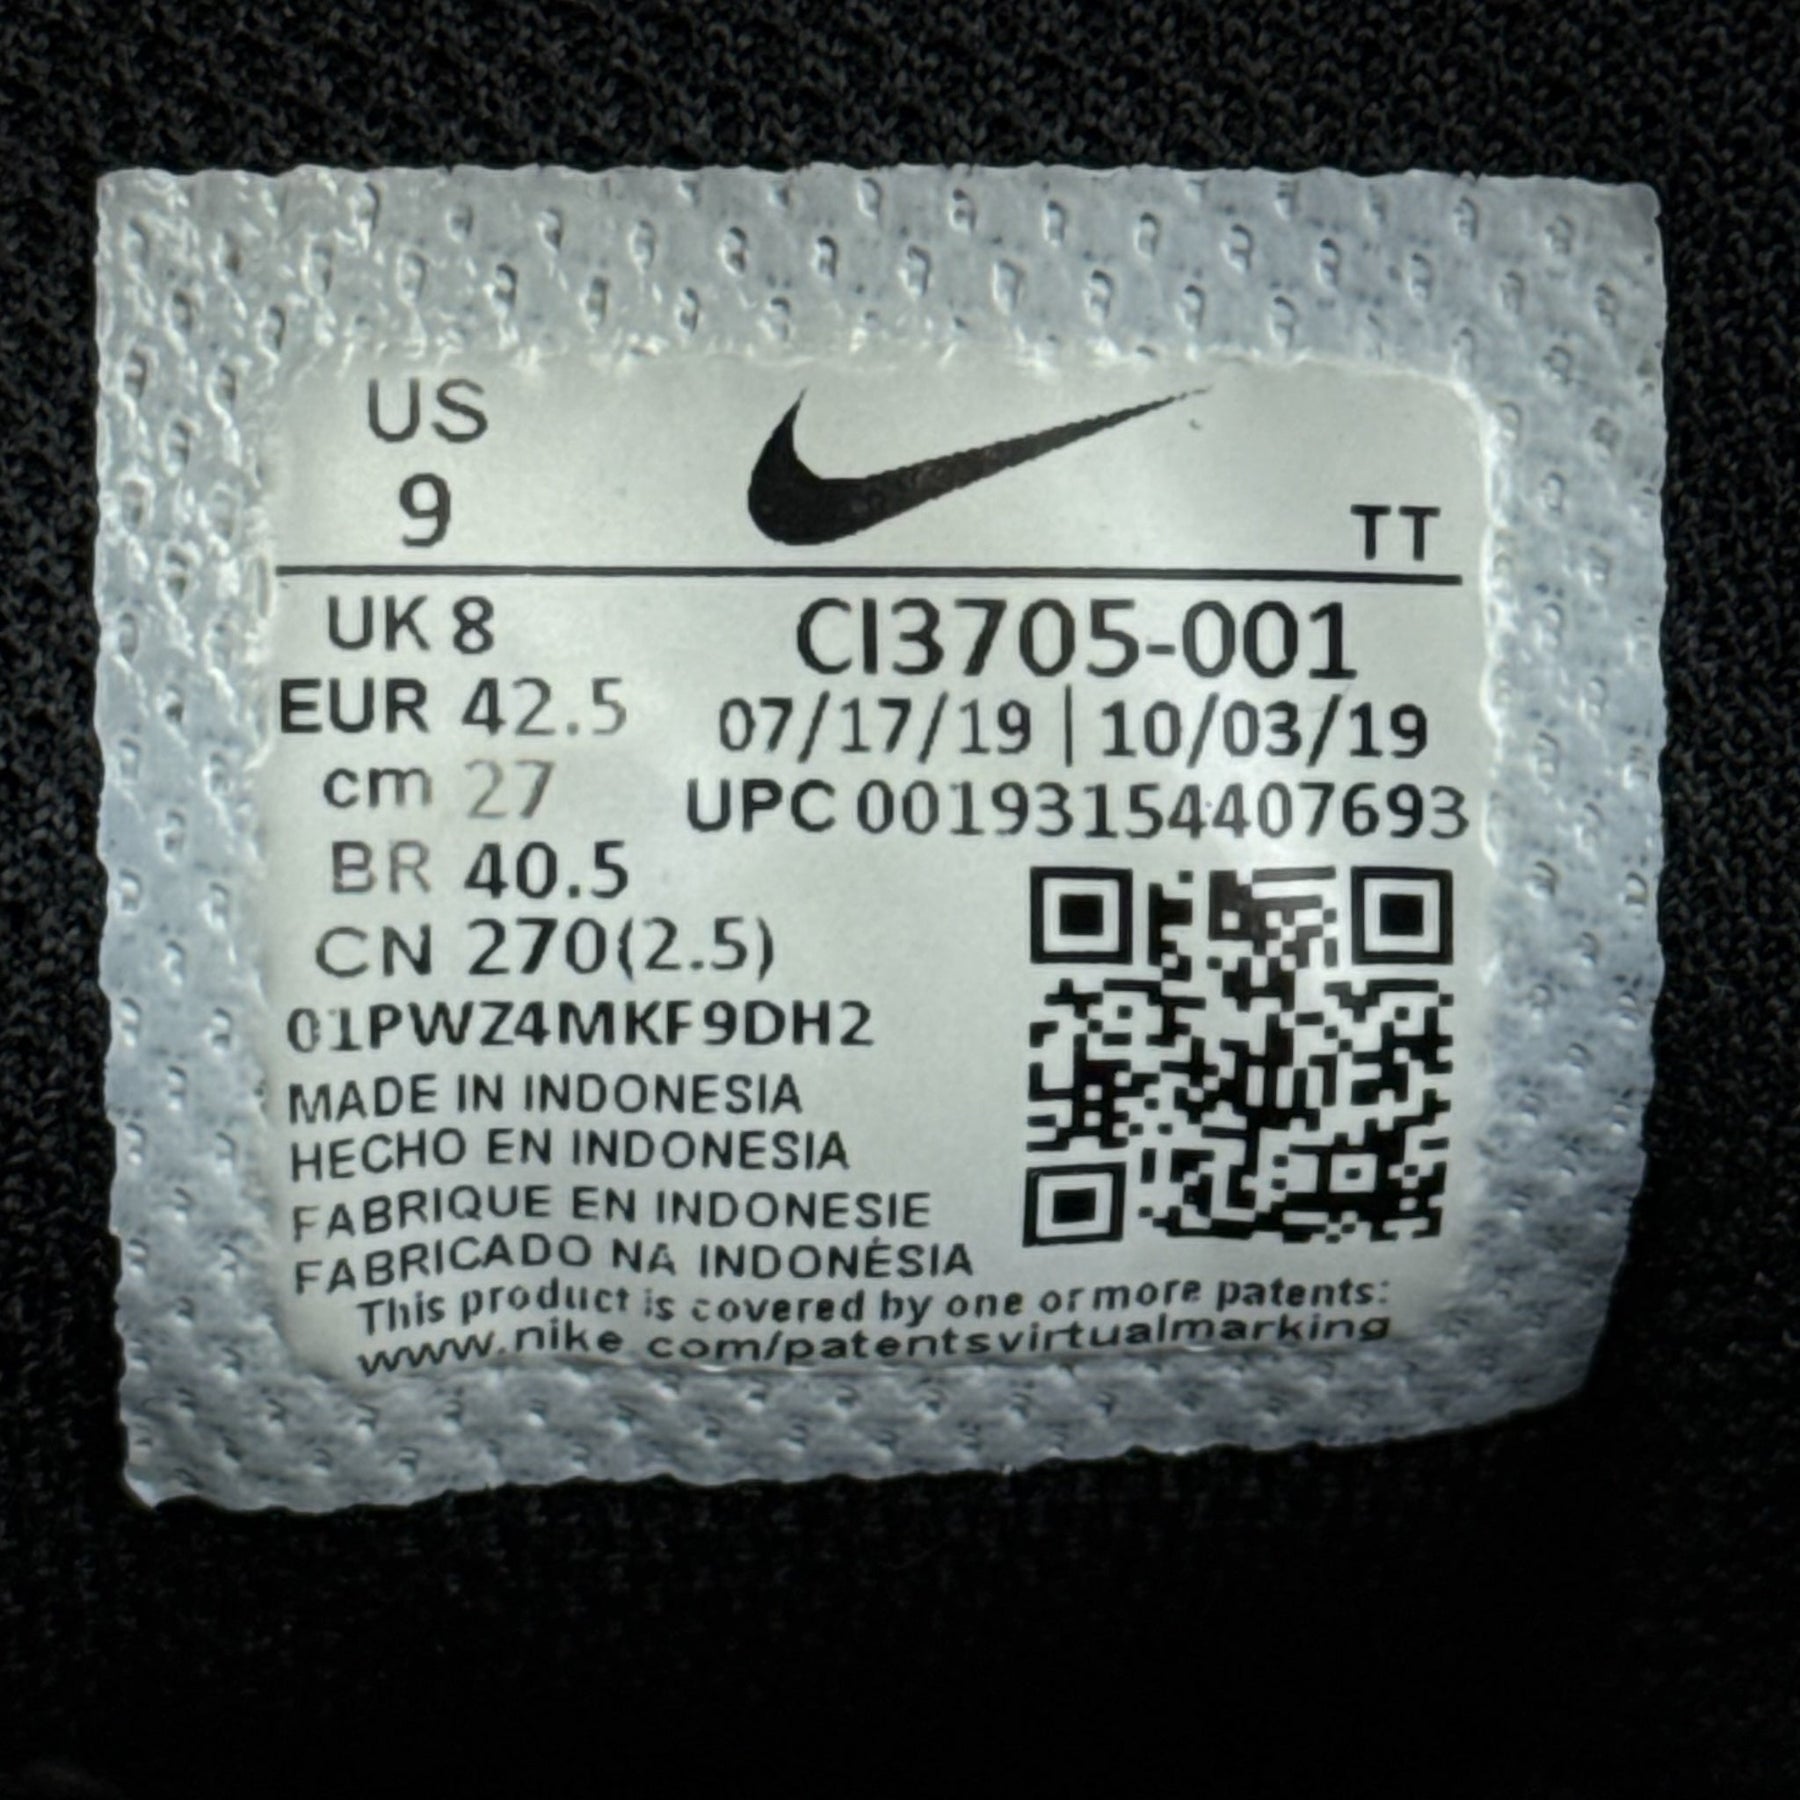 US
9
TT
UK 8
EUR 42.5
cm 27
BR 40.5
CN 270(2.5)
CI3705-001
07/17/19 | 10/03/19
UPC 00193154407693
01PWZ4MKF9DH2
MADE IN INDONESIA
HECHO EN INDONESIA
FABRIQUE EN INDONESIE
FABRICADO NA INDONÉSIA
This product is covered by one or more patents:
www.nike.com/patentsvirtualmarking